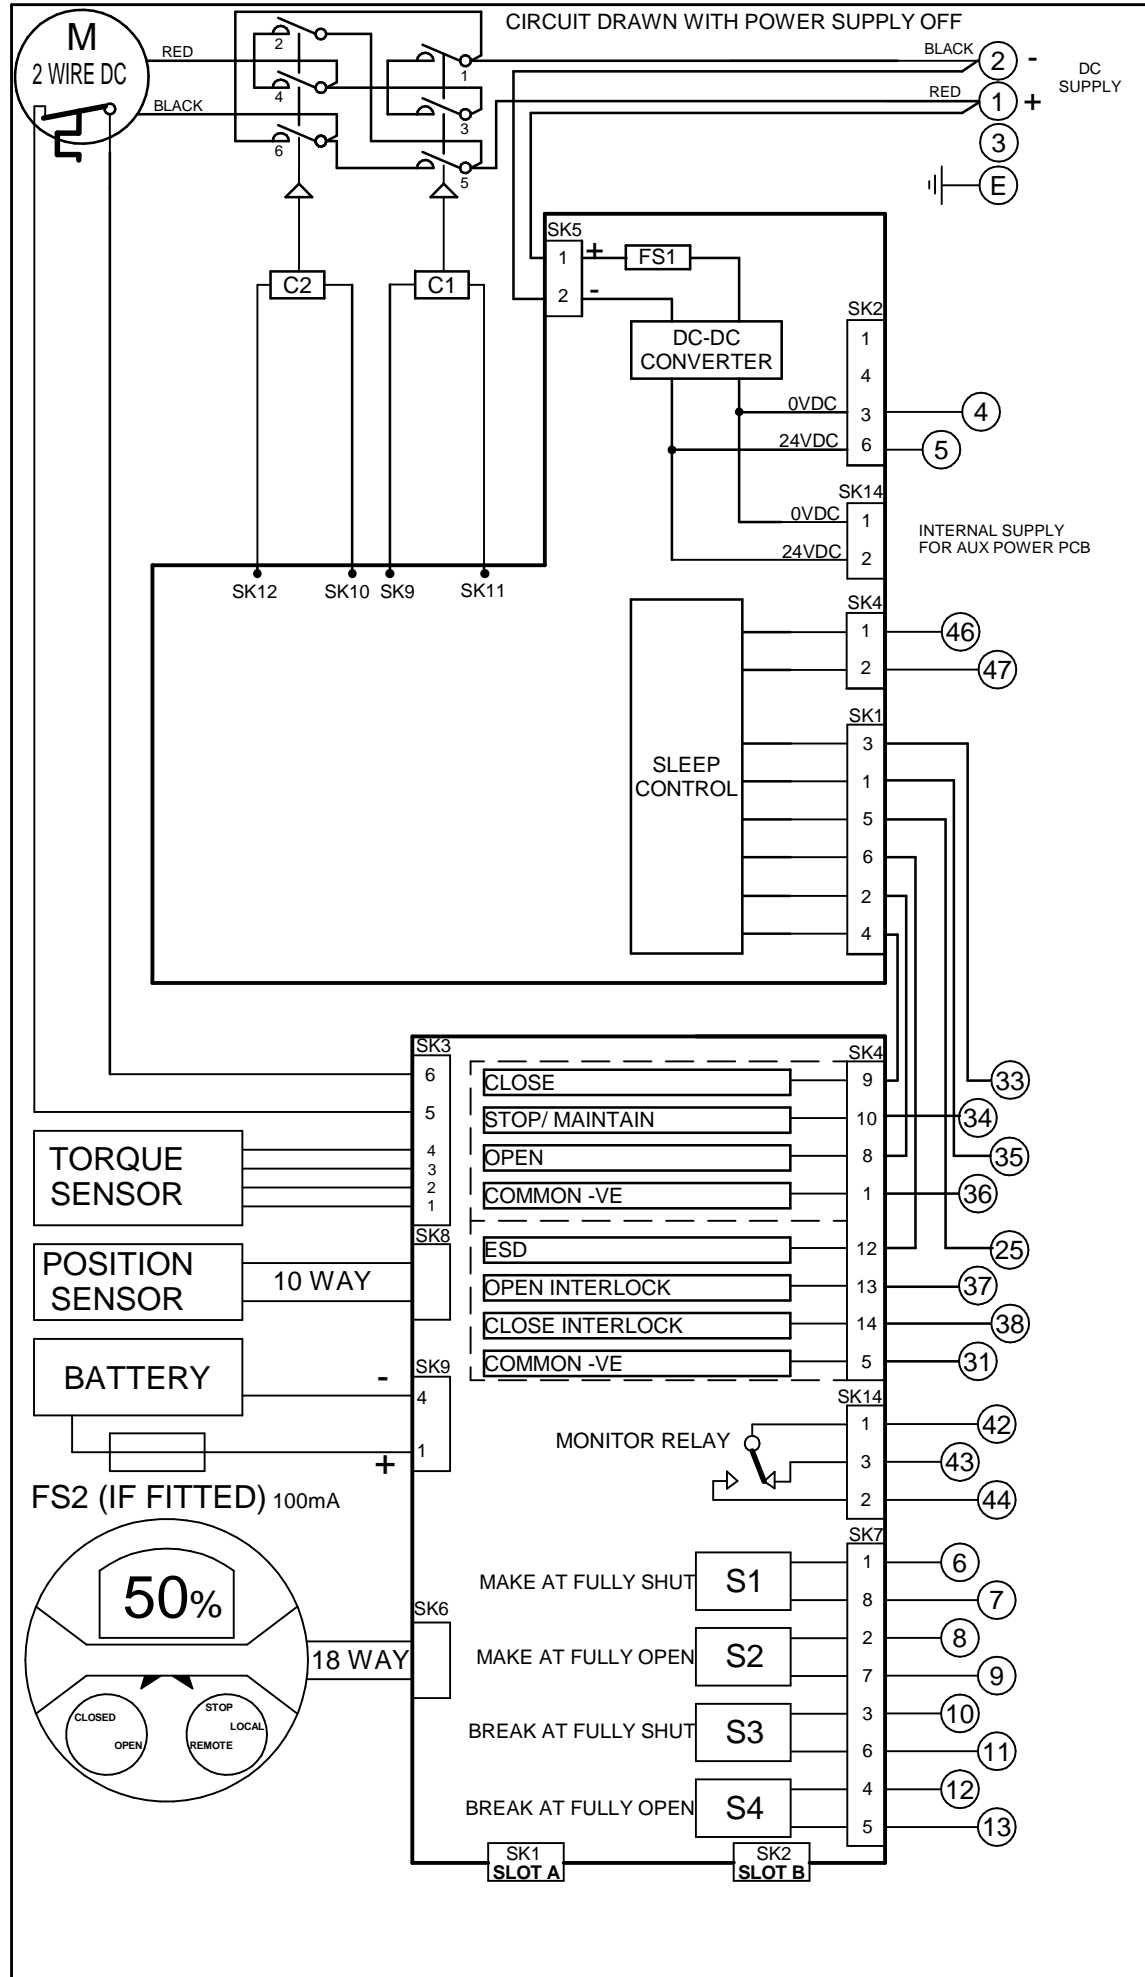 CIRCUIT DRAWN WITH POWER SUPPLY OFF
M
2 WIRE DC
RED
BLACK
2
4
6
1
3
5
BLACK
2
-
RED
1
+
DC
SUPPLY
3
E
C2
C1
SK5
1
+
2
-
FS1
DC-DC
CONVERTER
SK2
1
4
0VDC
3
4
24VDC
6
5
SK14
0VDC
1
24VDC
2
INTERNAL SUPPLY
FOR AUX POWER PCB
SK12
SK10
SK9
SK11
SLEEP
CONTROL
SK4
1
46
2
47
SK1
3
1
5
6
2
4
SK3
6
5
4
3
2
1
TORQUE
SENSOR
POSITION
SENSOR
10 WAY
SK8
BATTERY
-
SK9
4
1
+
FS2 (IF FITTED) 100mA
50%
CLOSED
OPEN
STOP
LOCAL
REMOTE
18 WAY
SK6
SK4
CLOSE
9
33
STOP/ MAINTAIN
10
34
OPEN
8
35
COMMON -VE
1
36
ESD
12
25
OPEN INTERLOCK
13
37
CLOSE INTERLOCK
14
38
COMMON -VE
5
31
SK14
MONITOR RELAY
1
42
3
43
2
44
SK7
MAKE AT FULLY SHUT
S1
1
6
8
7
MAKE AT FULLY OPEN
S2
2
8
7
9
BREAK AT FULLY SHUT
S3
3
10
6
11
BREAK AT FULLY OPEN
S4
4
12
5
13
SK1
SLOT A
SK2
SLOT B